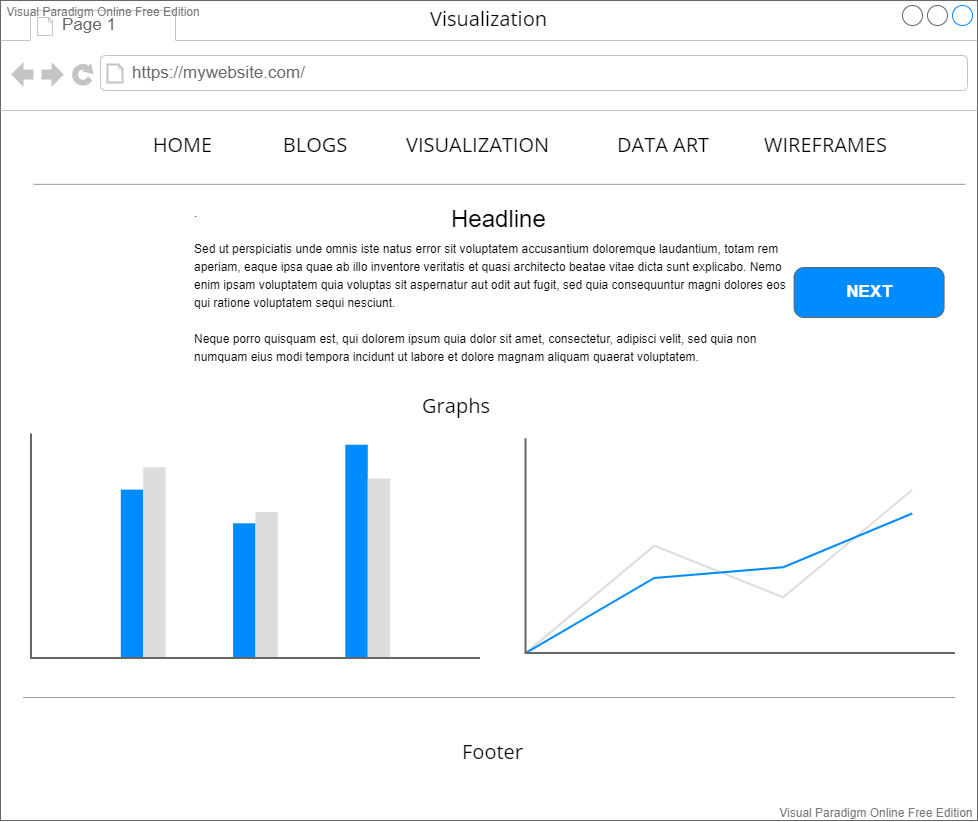 Visual Paradigm Online Free Edition
Page 1
Visualization
https://mywebsite.com/
HOME BLOGS VISUALIZATION DATA ART WIREFRAMES
.
Headline
Sed ut perspiciatis unde omnis iste natus error sit voluptatem accusantium doloremque laudantium, totam rem
aperiam, eaque ipsa quae ab illo inventore veritatis et quasi architecto beatae vitae dicta sunt explicabo. Nemo
enim ipsam voluptatem quia voluptas sit aspernatur aut odit aut fugit, sed quia consequuntur magni dolores eos
qui ratione voluptatem sequi nesciunt.
Neque porro quisquam est, qui dolorem ipsum quia dolor sit amet, consectetur, adipisci velit, sed quia non
numquam eius modi tempora incidunt ut labore et dolore magnam aliquam quaerat voluptatem.
NEXT
Graphs
Footer
Visual Paradigm Online Free Edition